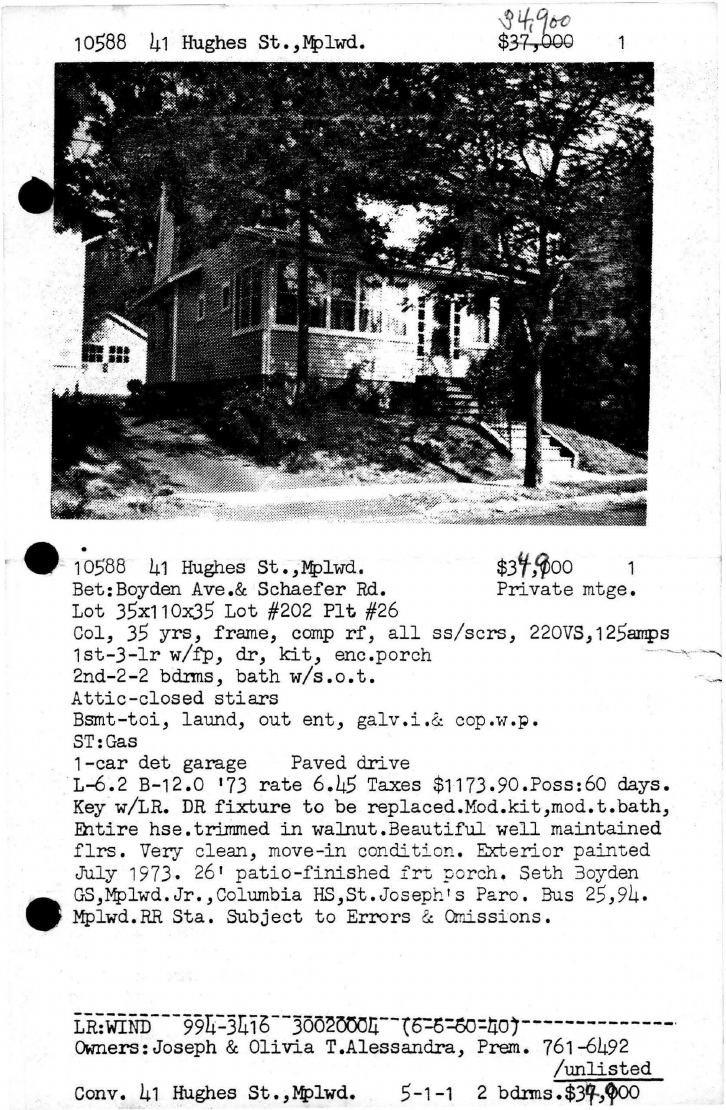 34,900
10588 41 Hughes St.,Mplwd. $37,000 1
10588 41 Hughes St.,Mplwd. $34,900 1
Bet:Boyden Ave.& Schaefer Rd. Private mtge.
Lot 35x110x35 Lot #202 Plt #26
Col, 35 yrs, frame, comp rf, all ss/scrs, 220VS,125amps
1st-3-lr w/fp, dr, kit, enc.porch
2nd-2-2 bdrms, bath w/s.o.t.
Attic-closed stiars
Bsmt-toi, laund, out ent, galv.i.& cop.w.p.
ST:Gas
1-car det garage Paved drive
L-6.2 B-12.0 '73 rate 6.45 Taxes $1173.90.Poss:60 days.
Key w/LR. DR fixture to be replaced.Mod.kit,mod.t.bath,
Entire hse.trimmed in walnut.Beautiful well maintained
flrs. Very clean, move-in condition. Exterior painted
July 1973. 26' patio-finished frt porch. Seth Boyden
GS,Mplwd.Jr.,Columbia HS,St.Joseph's Paro. Bus 25,94.
Mplwd.RR Sta. Subject to Errors & Omissions.
LR:WIND 994-3416 30020004 (6-6-60-40)
Owners:Joseph & Olivia T.Alessandra, Prem. 761-6492
/unlisted
Conv. 41 Hughes St.,Mplwd. 5-1-1 2 bdrms.$34,900